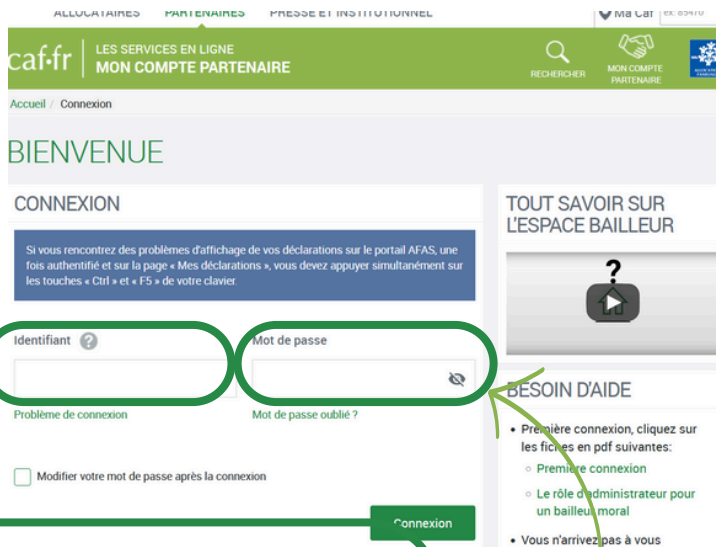 ALLOCATAIRES PARTENAIRES PRESSE ET INSTITUTIONNEL Ma Caf ex: 69470
caf.fr LES SERVICES EN LIGNE
MON COMPTE PARTENAIRE
RECHERCHER
MON COMPTE
PARTENAIRE
Accueil / Connexion
BIENVENUE
CONNEXION
Si vous rencontrez des problèmes d'affichage de vos déclarations sur le portail AFAS, une
fois authentifié et sur la page « Mes déclarations », vous devez appuyer simultanément sur
les touches « Ctrl » et « F5 » de votre clavier.
Identifiant ?
Mot de passe
Problème de connexion
Mot de passe oublié ?
Modifier votre mot de passe après la connexion
Connexion
TOUT SAVOIR SUR
L'ESPACE BAILLEUR
?
BESOIN D'AIDE
• Première connexion, cliquez sur
les fiches en pdf suivantes:
Première connexion
Le rôle d'administrateur pour
un bailleur moral
• Vous n'arrivez pas à vous